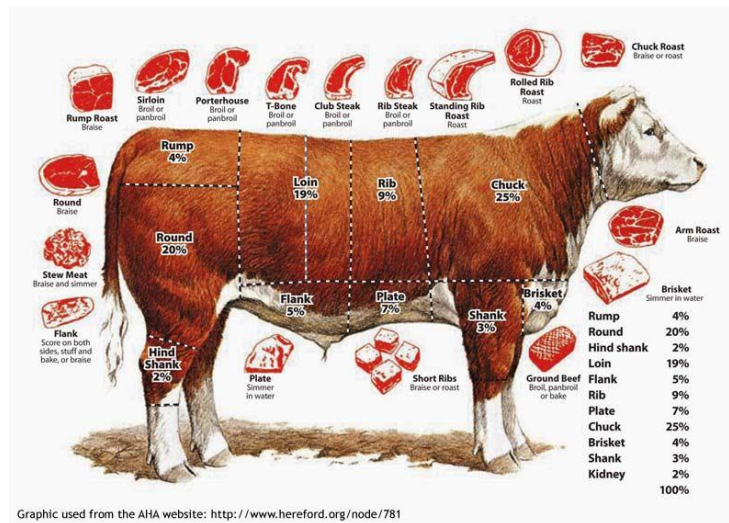 Rump Roast
Braise
Sirloin
Broil or
panbroil
Porterhouse
Broil or
panbroil
T-Bone
Broil or
panbroil
Club Steak
Broil or
panbroil
Rib Steak
Broil or
panbroil
Standing Rib
Roast
Roast
Rolled Rib
Roast
Roast
Chuck Roast
Braise or roast
Rump
4%
Loin
19%
Rib
9%
Chuck
25%
Round
Braise
Round
20%
Arm Roast
Braise
Stew Meat
Braise and simmer
Flank
5%
Plate
7%
Shank
3%
Brisket
4%
Brisket
Simmer in water
Flank
Score on both
sides, stuff and
bake, or braise
Hind
Shank
2%
Plate
Simmer
in water
Short Ribs
Braise or roast
Ground Beef
Broil, panbroil
or bake
Rump 4%
Round 20%
Hind shank 2%
Loin 19%
Flank 5%
Rib 9%
Plate 7%
Chuck 25%
Brisket 4%
Shank 3%
Kidney 2%
100%
Graphic used from the AHA website: http://www.hereford.org/node/781